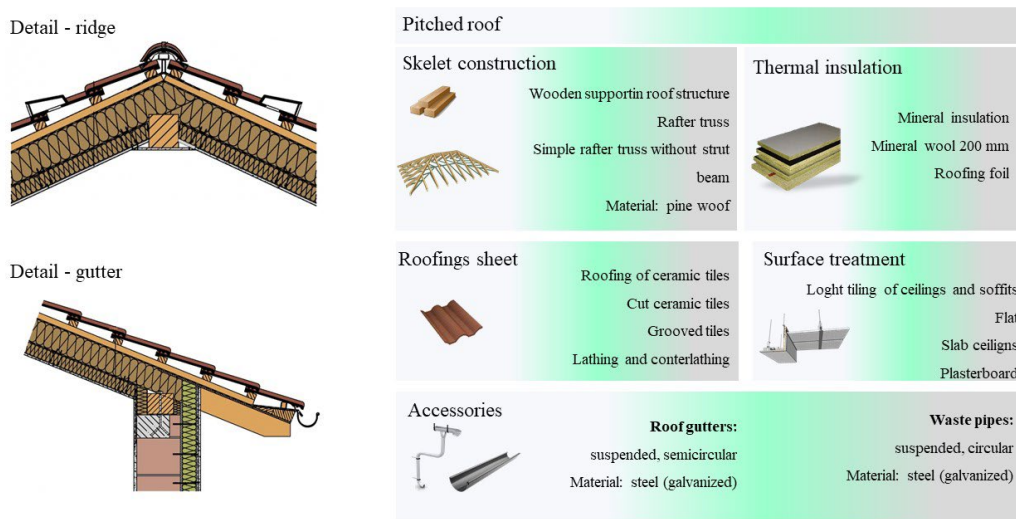 Detail - ridge
Detail - gutter
Pitched roof
Skelet construction
Wooden supportin roof structure
Rafter truss
Simple rafter truss without strut
beam
Material: pine woof
Thermal insulation
Mineral insulation
Mineral wool 200 mm
Roofing foil
Roofings sheet
Roofing of ceramic tiles
Cut ceramic tiles
Grooved tiles
Lathing and conterlathing
Surface treatment
Loght tiling of ceilings and soffits
Flat
Slab ceiligns
Plasterboard
Accessories
Roof gutters:
suspended, semicircular
Material: steel (galvanized)
Waste pipes:
suspended, circular
Material: steel (galvanized)